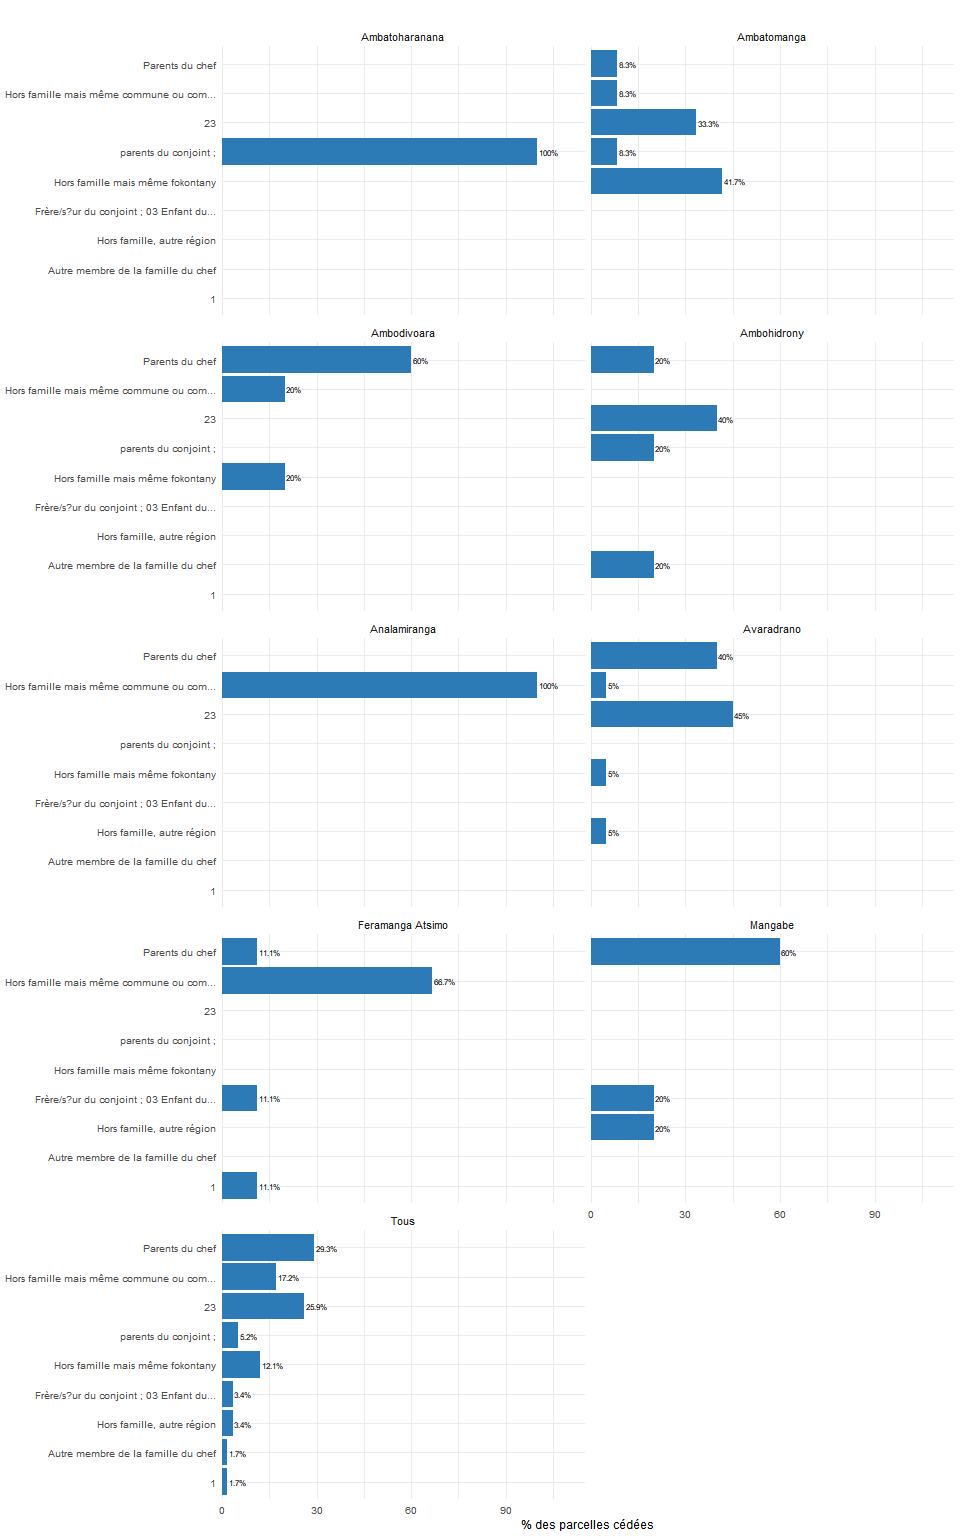 Ambatoharanana
Ambatomanga
Parents du chef
8.3%
Hors famille mais même commune ou com...
8.3%
23
33.3%
parents du conjoint ;
100%
8.3%
Hors famille mais même fokontany
41.7%
Frère/s?ur du conjoint ; 03 Enfant du...
Hors famille, autre région
Autre membre de la famille du chef
1
Ambodivoara
Ambohidrony
Parents du chef
60%
20%
Hors famille mais même commune ou com...
20%
23
40%
parents du conjoint ;
20%
Hors famille mais même fokontany
20%
Frère/s?ur du conjoint ; 03 Enfant du...
Hors famille, autre région
Autre membre de la famille du chef
20%
1
Analamiranga
Avaradrano
Parents du chef
40%
Hors famille mais même commune ou com...
100%
5%
23
45%
parents du conjoint ;
Hors famille mais même fokontany
5%
Frère/s?ur du conjoint ; 03 Enfant du...
Hors famille, autre région
5%
Autre membre de la famille du chef
1
Feramanga Atsimo
Mangabe
Parents du chef
11.1%
60%
Hors famille mais même commune ou com...
66.7%
23
parents du conjoint ;
Hors famille mais même fokontany
Frère/s?ur du conjoint ; 03 Enfant du...
11.1%
20%
Hors famille, autre région
20%
Autre membre de la famille du chef
1
11.1%
0 30 60 90
Tous
Parents du chef
29.3%
Hors famille mais même commune ou com...
17.2%
23
25.9%
parents du conjoint ;
5.2%
Hors famille mais même fokontany
12.1%
Frère/s?ur du conjoint ; 03 Enfant du...
3.4%
Hors famille, autre région
3.4%
Autre membre de la famille du chef
1.7%
1
1.7%
0 30 60 90
% des parcelles cédées